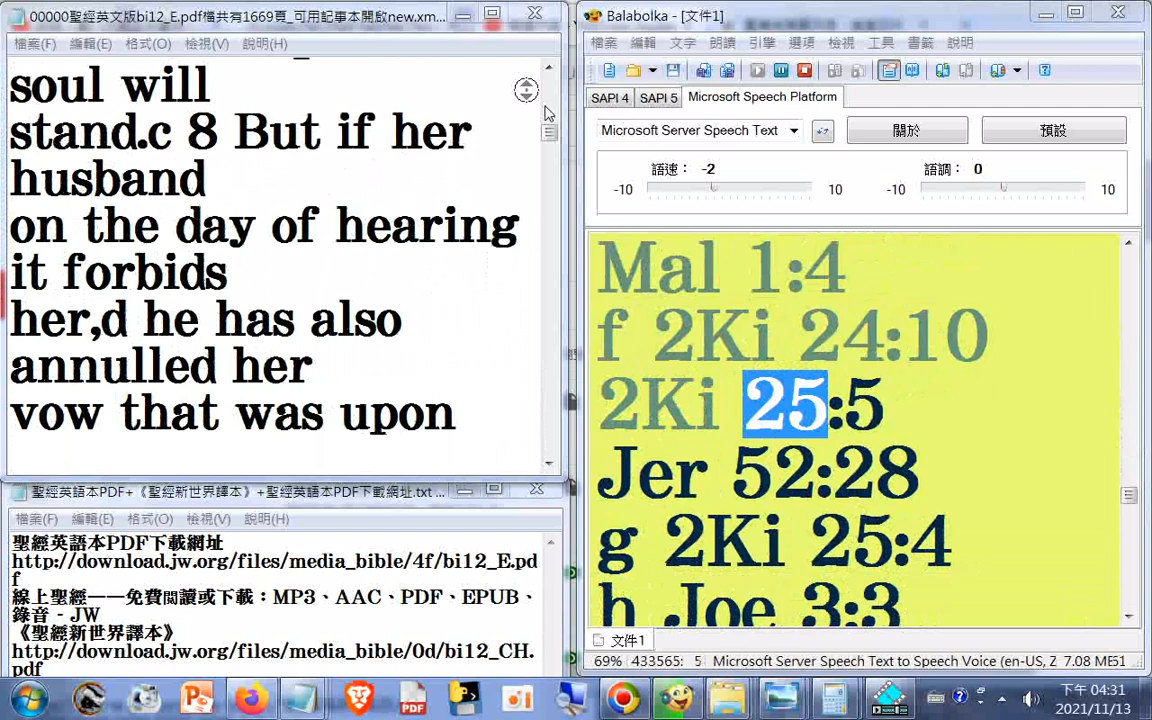 00000聖經英文版bi12_E.pdf檔共有1669頁_可用記事本開啟new.xm...
檔案(F) 編輯(E) 格式(O) 檢視(V) 說明(H)
soul will
stand.c 8 But if her
husband
on the day of hearing
it forbids
her,d he has also
annulled her
vow that was upon
聖經英語本PDF+《聖經新世界譯本》+聖經英語本PDF下載網址.txt ...
檔案(F) 編輯(E) 格式(O) 檢視(V) 說明(H)
聖經英語本PDF下載網址
http://download.jw.org/files/media_bible/4f/bi12_E.pd
f
線上聖經——免費閱讀或下載：MP3、AAC、PDF、EPUB、
錄音 - JW
《聖經新世界譯本》
http://download.jw.org/files/media_bible/0d/bi12_CH.
pdf
Balabolka - [文件1]
檔案 編輯 文字 朗讀 引擎 選項 檢視 工具 書籤 說明
SAPI 4 SAPI 5 Microsoft Speech Platform
Microsoft Server Speech Text 關於 預設
語速： -2 語調： 0
-10 10 -10 10
Mal 1:4
f 2Ki 24:10
2Ki 25:5
Jer 52:28
g 2Ki 25:4
h Joe 3:3
文件1
69% 433565: 5 Microsoft Server Speech Text to Speech Voice (en-US, Z 7.08 ME51
下午 04:31
2021/11/13